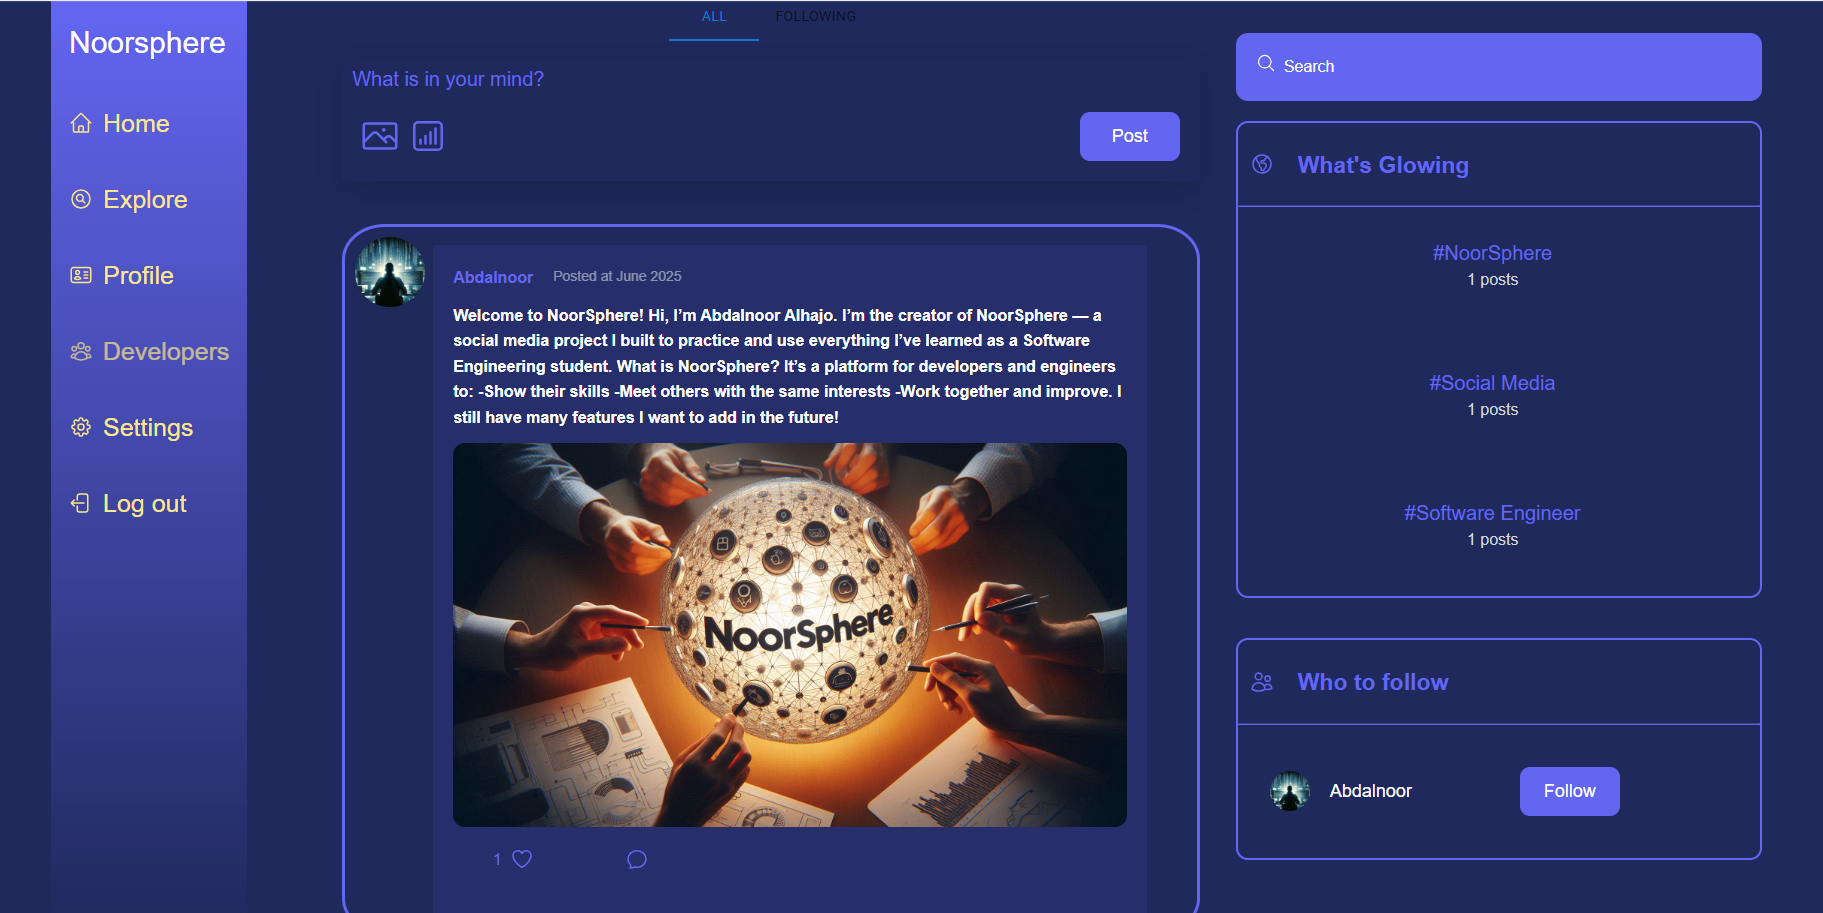 Noorsphere
Home
Explore
Profile
Developers
Settings
Log out
ALL
FOLLOWING
What is in your mind?
Post
Abdalnoor
Posted at June 2025
Welcome to NoorSphere! Hi, I’m Abdalnoor Alhajo. I’m the creator of NoorSphere — a
social media project I built to practice and use everything I’ve learned as a Software
Engineering student. What is NoorSphere? It’s a platform for developers and engineers
to: -Show their skills -Meet others with the same interests -Work together and improve. I
still have many features I want to add in the future!
NoorSphere
1
Search
What's Glowing
#NoorSphere
1 posts
#Social Media
1 posts
#Software Engineer
1 posts
Who to follow
Abdalnoor
Follow